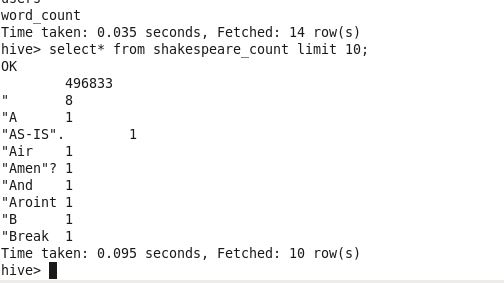 users
word_count
Time taken: 0.035 seconds, Fetched: 14 row(s)
hive> select* from shakespeare_count limit 10;
OK
        496833
"       8
"A      1
"AS-IS".        1
"Air    1
"Amen"? 1
"And    1
"Aroint 1
"B      1
"Break  1
Time taken: 0.095 seconds, Fetched: 10 row(s)
hive>